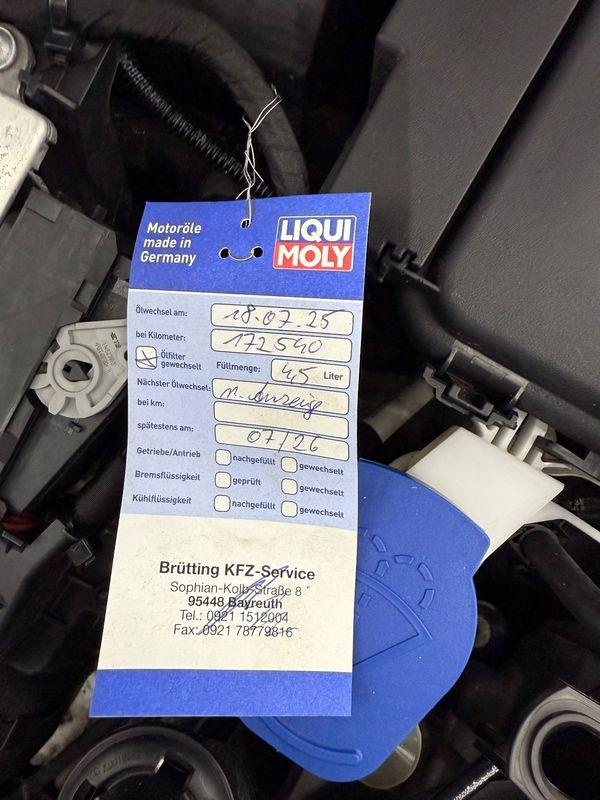 Motoröle
made in
Germany
LIQUI
MOLY
Ölwechsel am: 18.07.25
bei Kilometer: 172540
Ölfilter
gewechselt
Füllmenge: 4,5 Liter
Nächster Ölwechsel: n. Anzeige
bei km:
spätestens am: 07/26
Getriebe/Antrieb nachgefüllt gewechselt
Bremsflüssigkeit geprüft gewechselt
Kühlflüssigkeit nachgefüllt gewechselt
Brütting KFZ-Service
Sophian-Kolb-Straße 8
95448 Bayreuth
Tel.: 0921 1512004
Fax: 0921 78779816